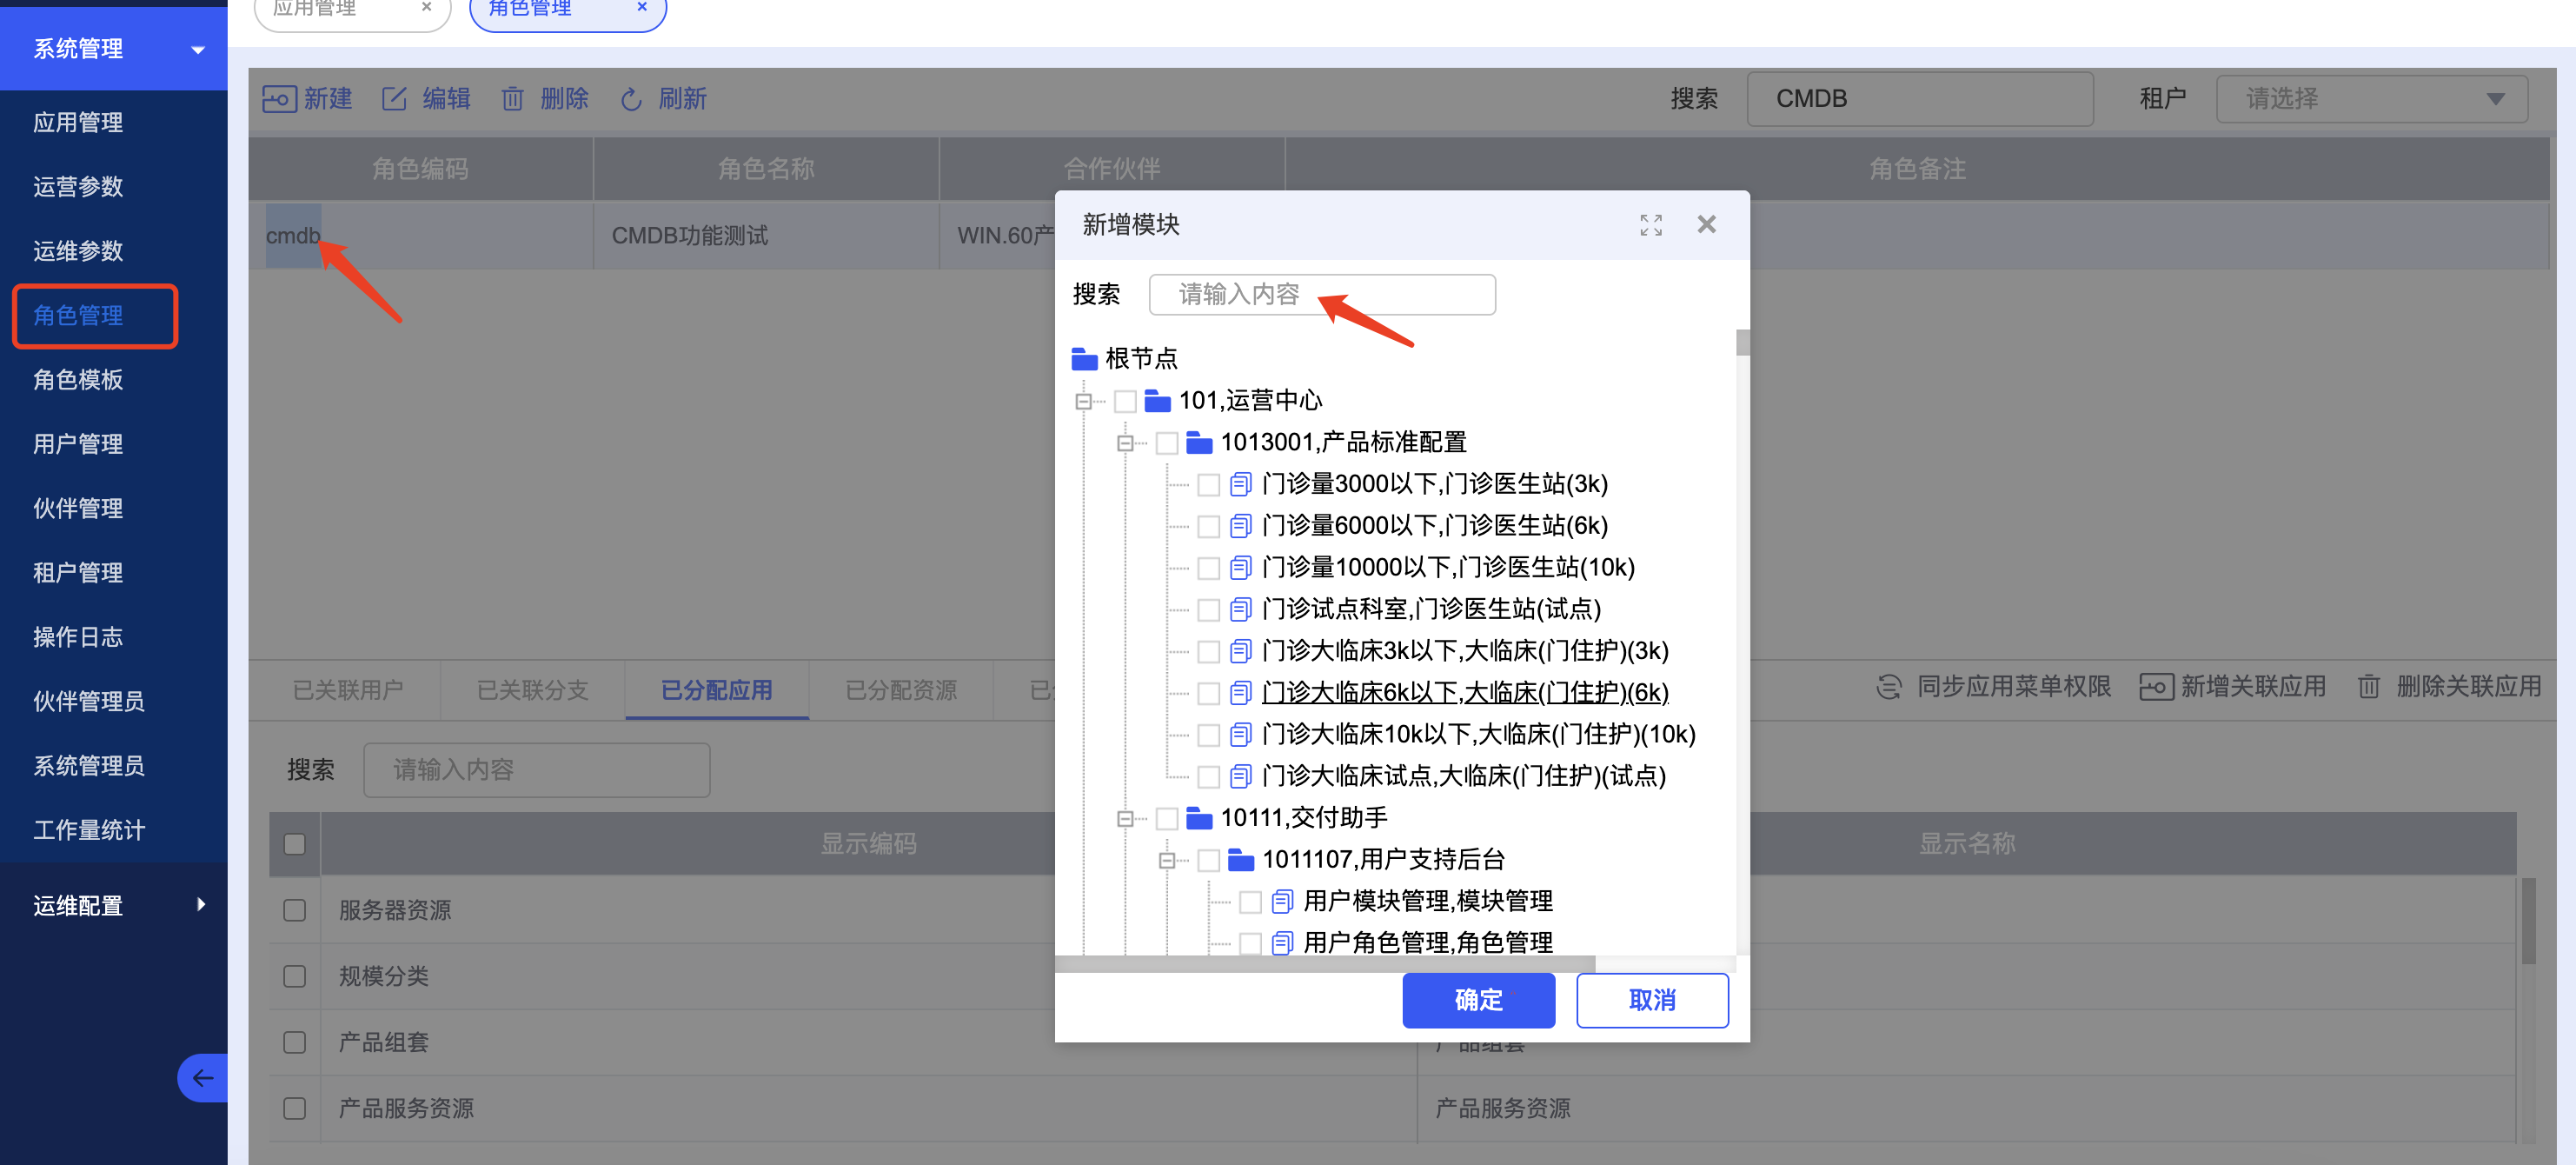 应用管理 × 角色管理 ×
系统管理
应用管理
运营参数
运维参数
角色管理
角色模板
用户管理
伙伴管理
租户管理
操作日志
伙伴管理员
系统管理员
工作量统计
运维配置
新建 编辑 删除 刷新 搜索 CMDB 租户 请选择
角色编码 角色名称 合作伙伴 角色备注
cmdb CMDB功能测试 WIN.60产
已关联用户 已关联分支 已分配应用 已分配资源 已 同步应用菜单权限 新增关联应用 删除关联应用
搜索 请输入内容
显示编码 显示名称
服务器资源
规模分类
产品组套 产品组套
产品服务资源 产品服务资源
新增模块
搜索 请输入内容
根节点
101,运营中心
1013001,产品标准配置
门诊量3000以下,门诊医生站(3k)
门诊量6000以下,门诊医生站(6k)
门诊量10000以下,门诊医生站(10k)
门诊试点科室,门诊医生站(试点)
门诊大临床3k以下,大临床(门住护)(3k)
门诊大临床6k以下,大临床(门住护)(6k)
门诊大临床10k以下,大临床(门住护)(10k)
门诊大临床试点,大临床(门住护)(试点)
10111,交付助手
1011107,用户支持后台
用户模块管理,模块管理
用户角色管理,角色管理
确定 取消